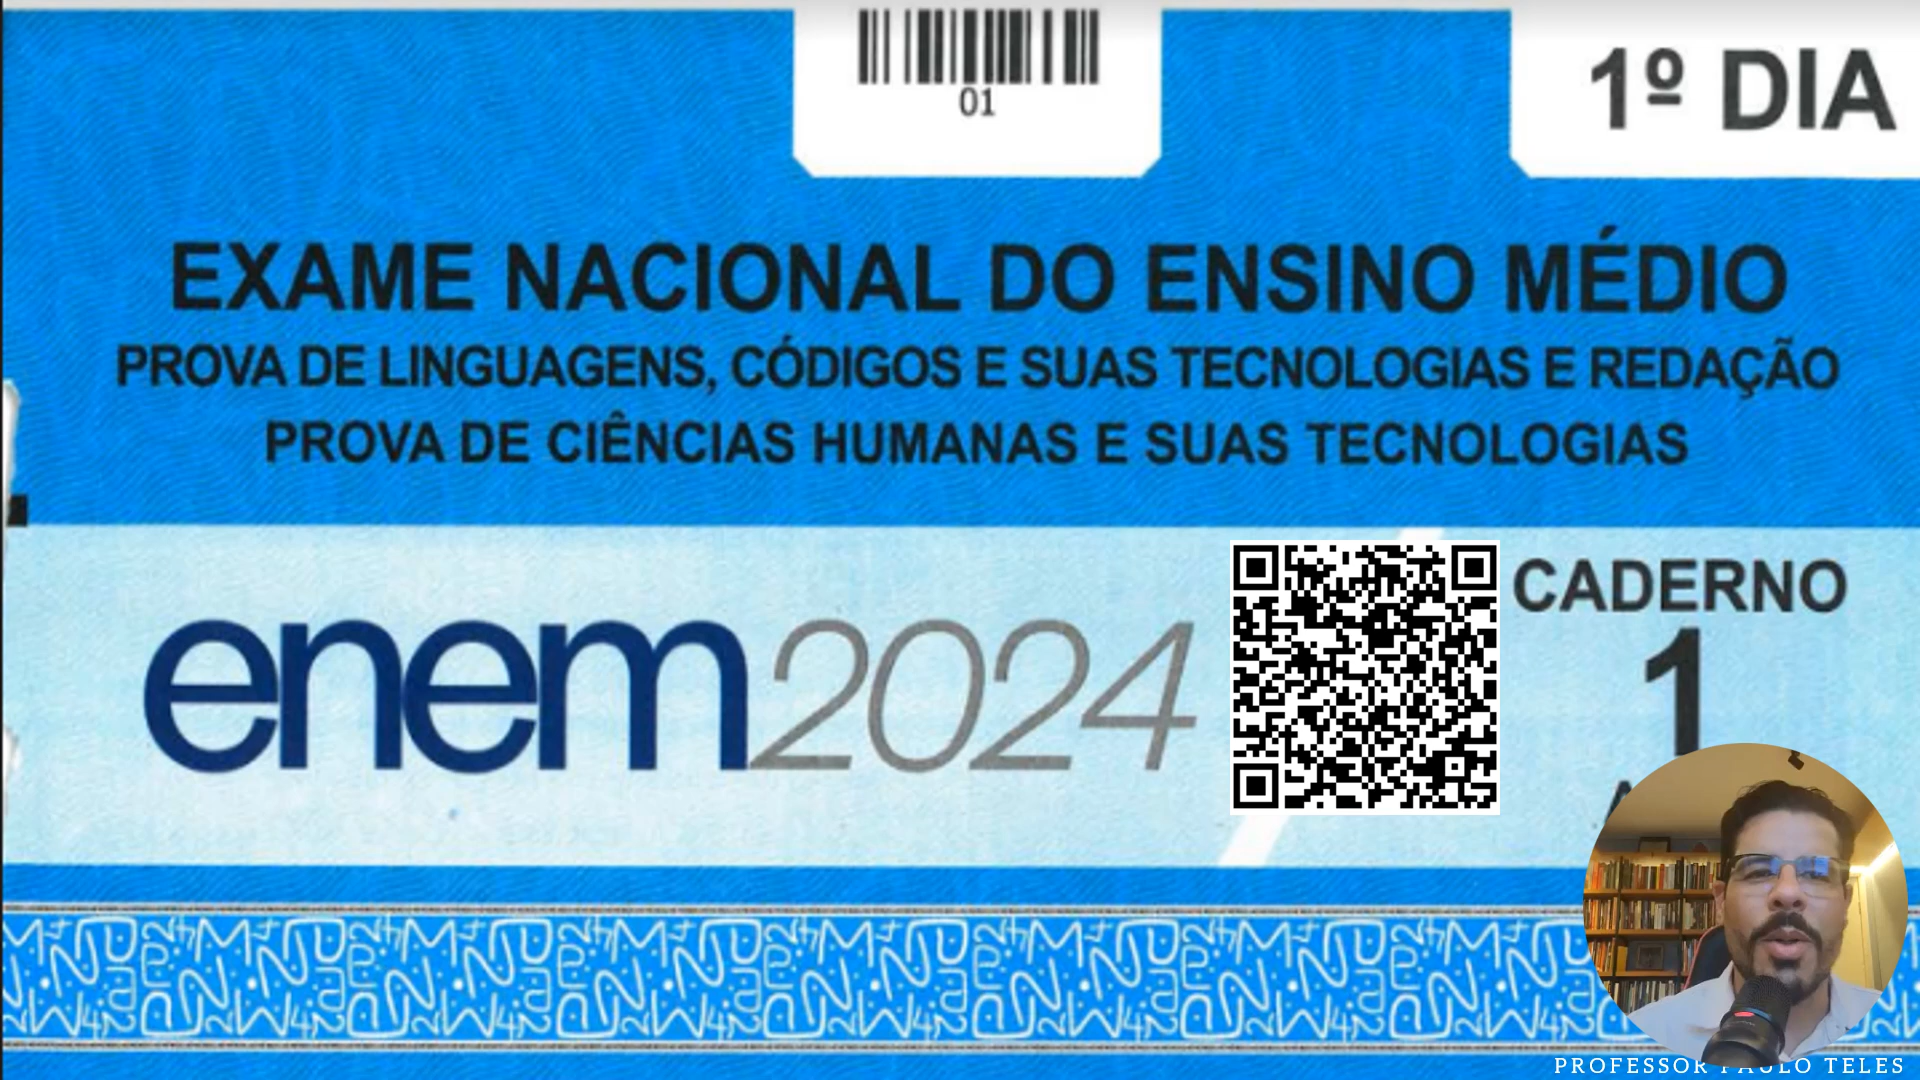 01
1º DIA
EXAME NACIONAL DO ENSINO MÉDIO
PROVA DE LINGUAGENS, CÓDIGOS E SUAS TECNOLOGIAS E REDAÇÃO
PROVA DE CIÊNCIAS HUMANAS E SUAS TECNOLOGIAS
enem2024
CADERNO
1
PROFESSOR PAULO TELES